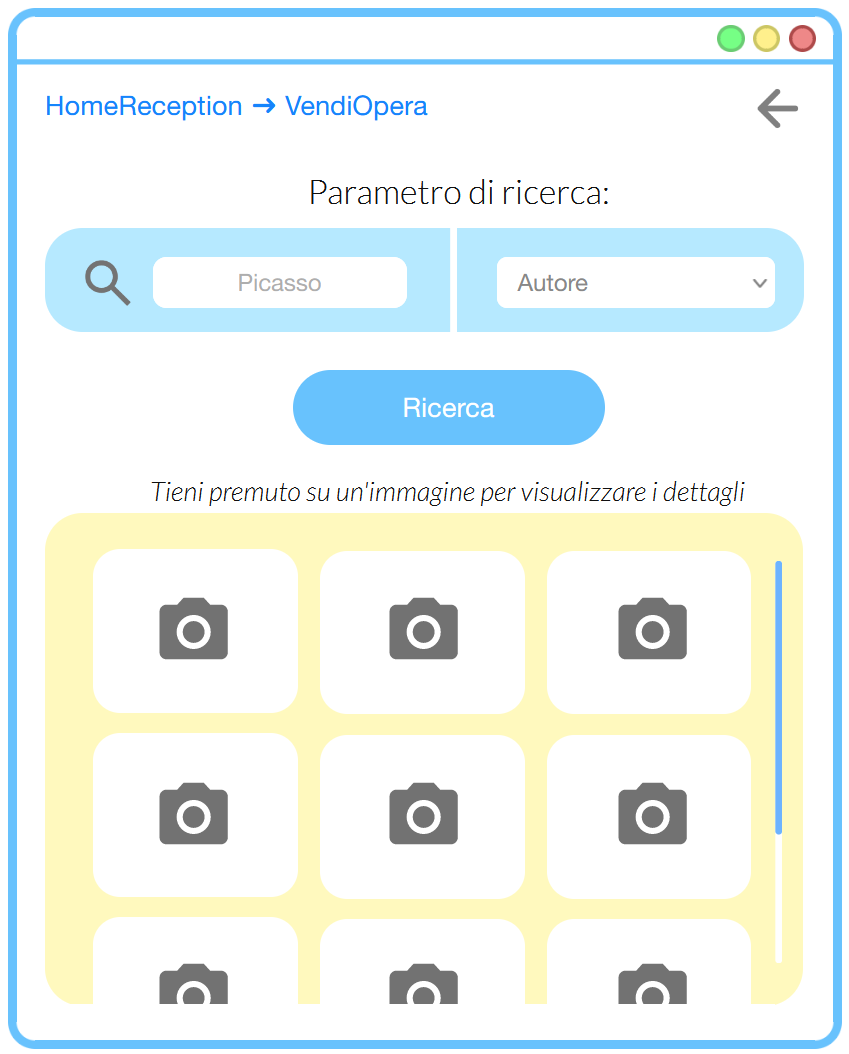 HomeReception → VendiOpera
Parametro di ricerca:
Picasso
Autore
Ricerca
Tieni premuto su un'immagine per visualizzare i dettagli